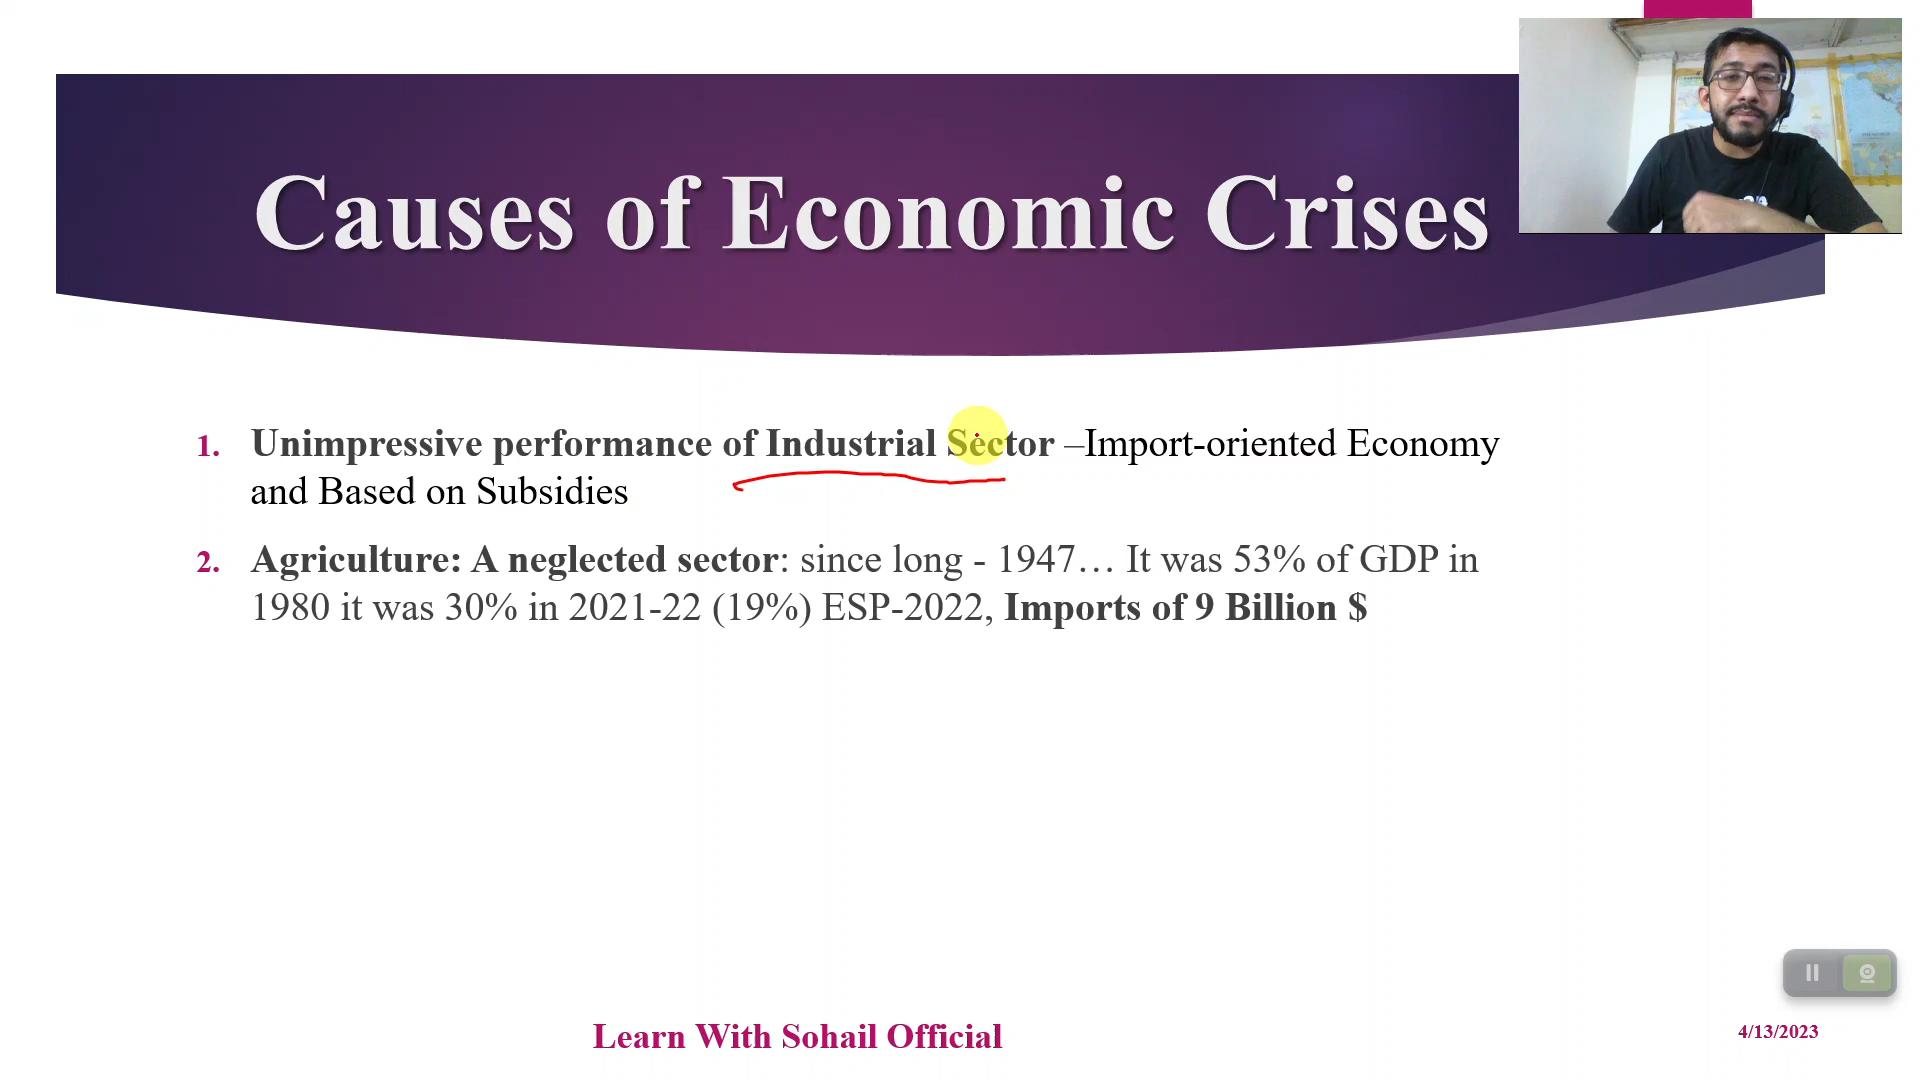 Causes of Economic Crises
1. Unimpressive performance of Industrial Sector –Import-oriented Economy
and Based on Subsidies
2. Agriculture: A neglected sector: since long - 1947… It was 53% of GDP in
1980 it was 30% in 2021-22 (19%) ESP-2022, Imports of 9 Billion $
Learn With Sohail Official
4/13/2023